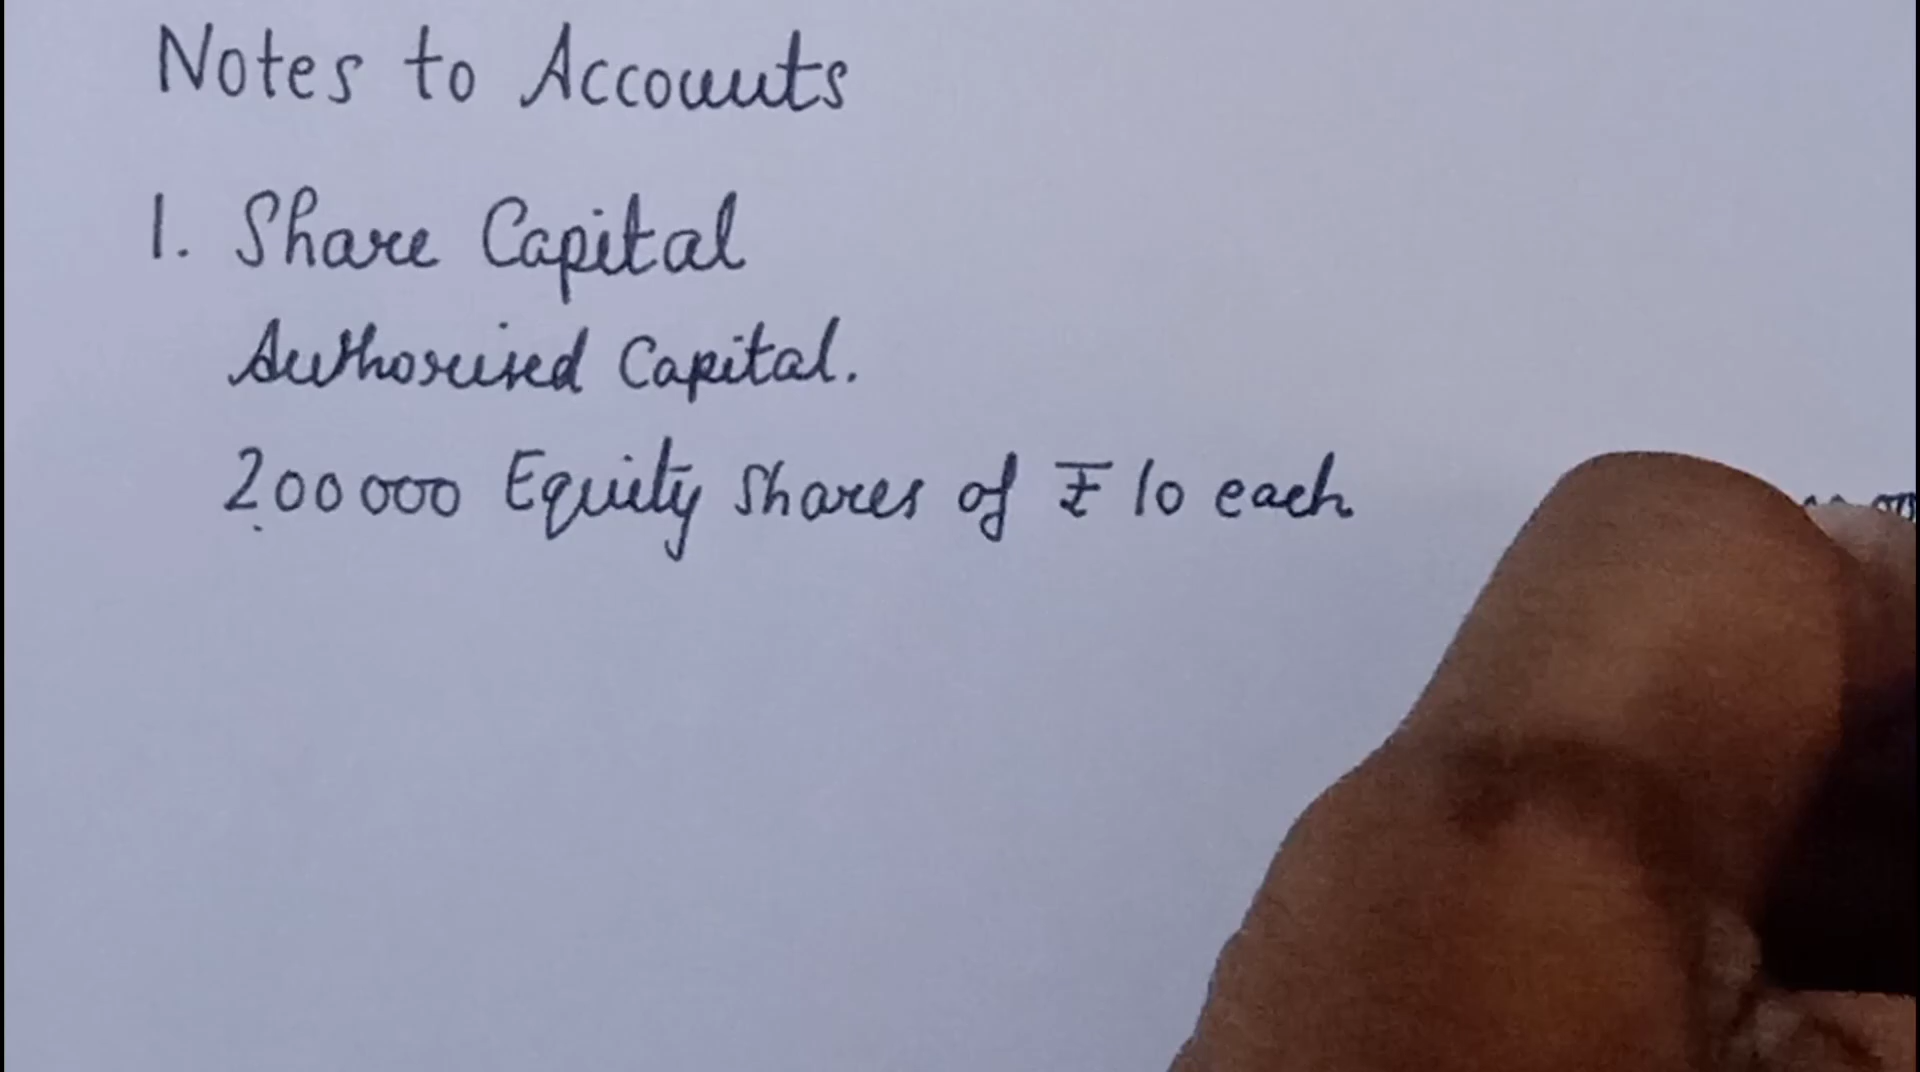 Notes to Accounts
1. Share Capital
Authorised Capital.
200000 Equity Shares of ₹ 10 each